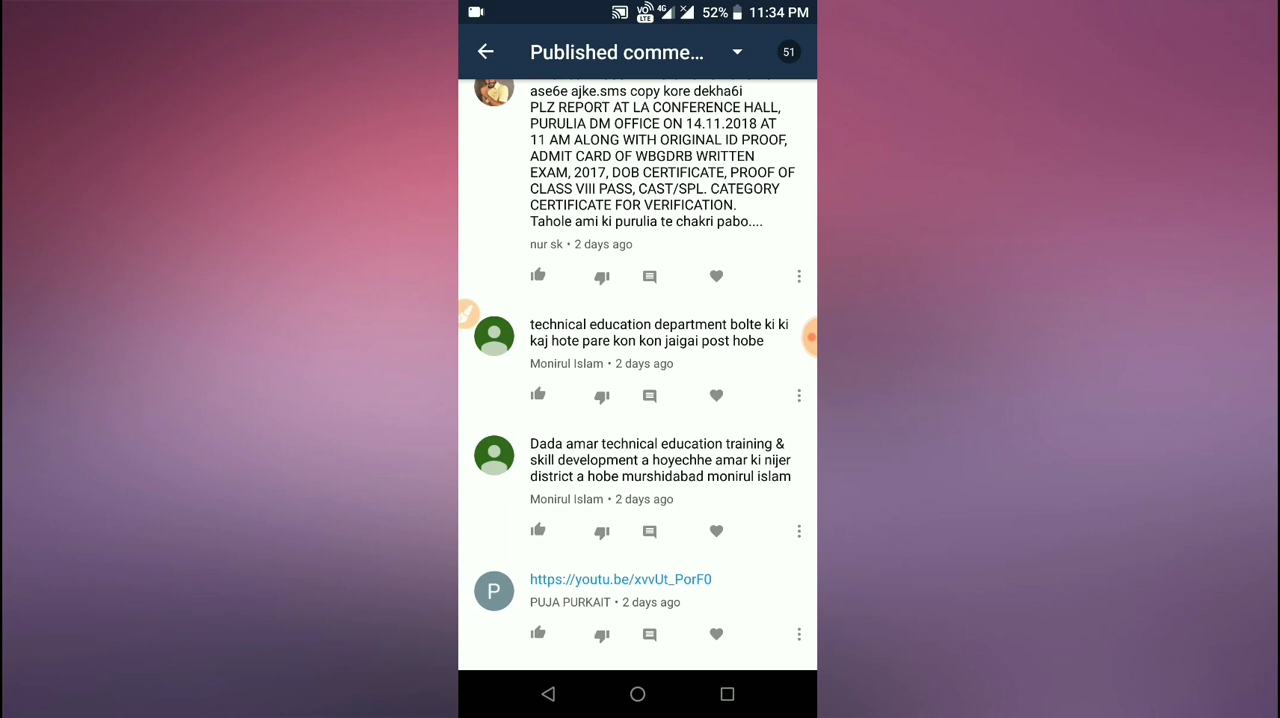 VO
LTE
4G
52%
11:34 PM
Published comme...
51
ase6e ajke.sms copy kore dekha6i
PLZ REPORT AT LA CONFERENCE HALL,
PURULIA DM OFFICE ON 14.11.2018 AT
11 AM ALONG WITH ORIGINAL ID PROOF,
ADMIT CARD OF WBGDRB WRITTEN
EXAM, 2017, DOB CERTIFICATE, PROOF OF
CLASS VIII PASS, CAST/SPL. CATEGORY
CERTIFICATE FOR VERIFICATION.
Tahole ami ki purulia te chakri pabo....
nur sk • 2 days ago
technical education department bolte ki ki
kaj hote pare kon kon jaigai post hobe
Monirul Islam • 2 days ago
Dada amar technical education training &
skill development a hoyechhe amar ki nijer
district a hobe murshidabad monirul islam
Monirul Islam • 2 days ago
P
https://youtu.be/xvvUt_PorF0
PUJA PURKAIT • 2 days ago